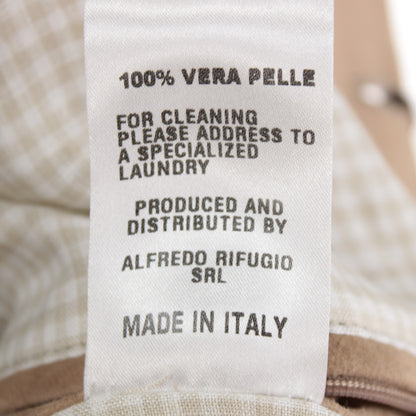 100% VERA PELLE
FOR CLEANING
PLEASE ADDRESS TO
A SPECIALIZED
LAUNDRY
PRODUCED AND
DISTRIBUTED BY
ALFREDO RIFUGIO
SRL
MADE IN ITALY